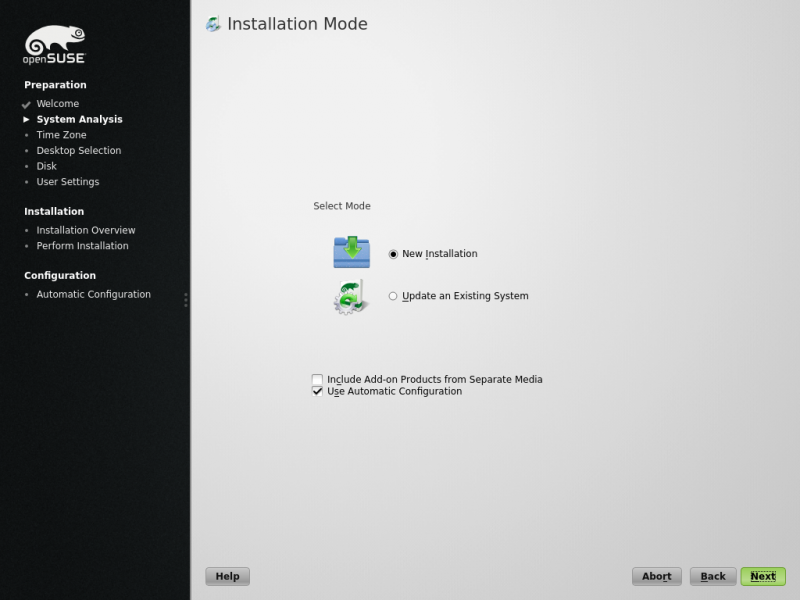 openSUSE
Preparation
Welcome
System Analysis
Time Zone
Desktop Selection
Disk
User Settings
Installation
Installation Overview
Perform Installation
Configuration
Automatic Configuration
Installation Mode
Select Mode
New Installation
Update an Existing System
Include Add-on Products from Separate Media
Use Automatic Configuration
Help
Abort
Back
Next